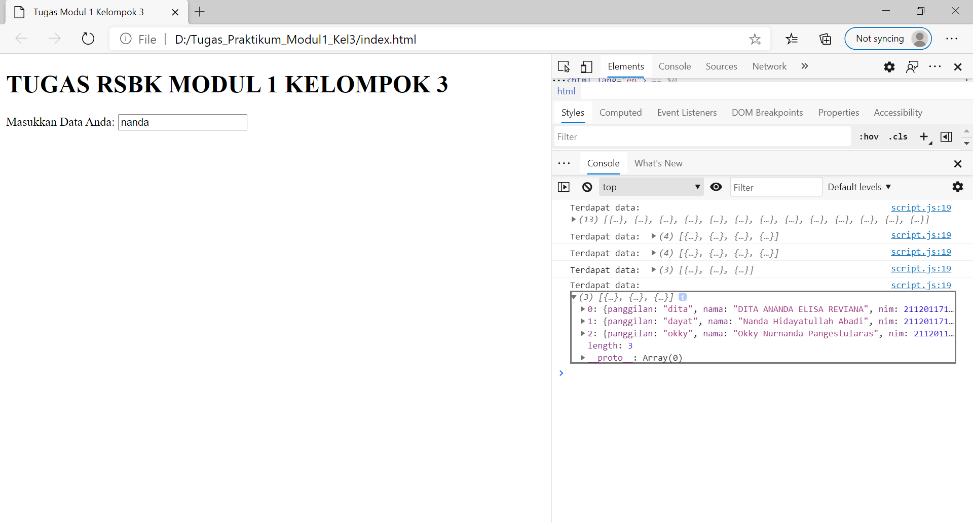 Tugas Modul 1 Kelompok 3
File | D:/Tugas_Praktikum_Modul1_Kel3/index.html
Not syncing
TUGAS RSBK MODUL 1 KELOMPOK 3
Masukkan Data Anda: nanda
Elements Console Sources Network
html
Styles Computed Event Listeners DOM Breakpoints Properties Accessibility
Filter :hov .cls
Console What's New
top Filter Default levels
Terdapat data: script.js:19
(13) [{…}, {…}, {…}, {…}, {…}, {…}, {…}, {…}, {…}, {…}, {…}, {…}, {…}]
Terdapat data: (4) [{…}, {…}, {…}, {…}] script.js:19
Terdapat data: (4) [{…}, {…}, {…}, {…}] script.js:19
Terdapat data: (3) [{…}, {…}, {…}] script.js:19
Terdapat data: script.js:19
(3) [{…}, {…}, {…}] i
0: {panggilan: "dita", nama: "DITA ANANDA ELISA REVIANA", nim: 211201171…
1: {panggilan: "dayat", nama: "Nanda Hidayatullah Abadi", nim: 211201171…
2: {panggilan: "okky", nama: "Okky Nurnanda Pangestularas", nim: 2112011…
length: 3
__proto__: Array(0)